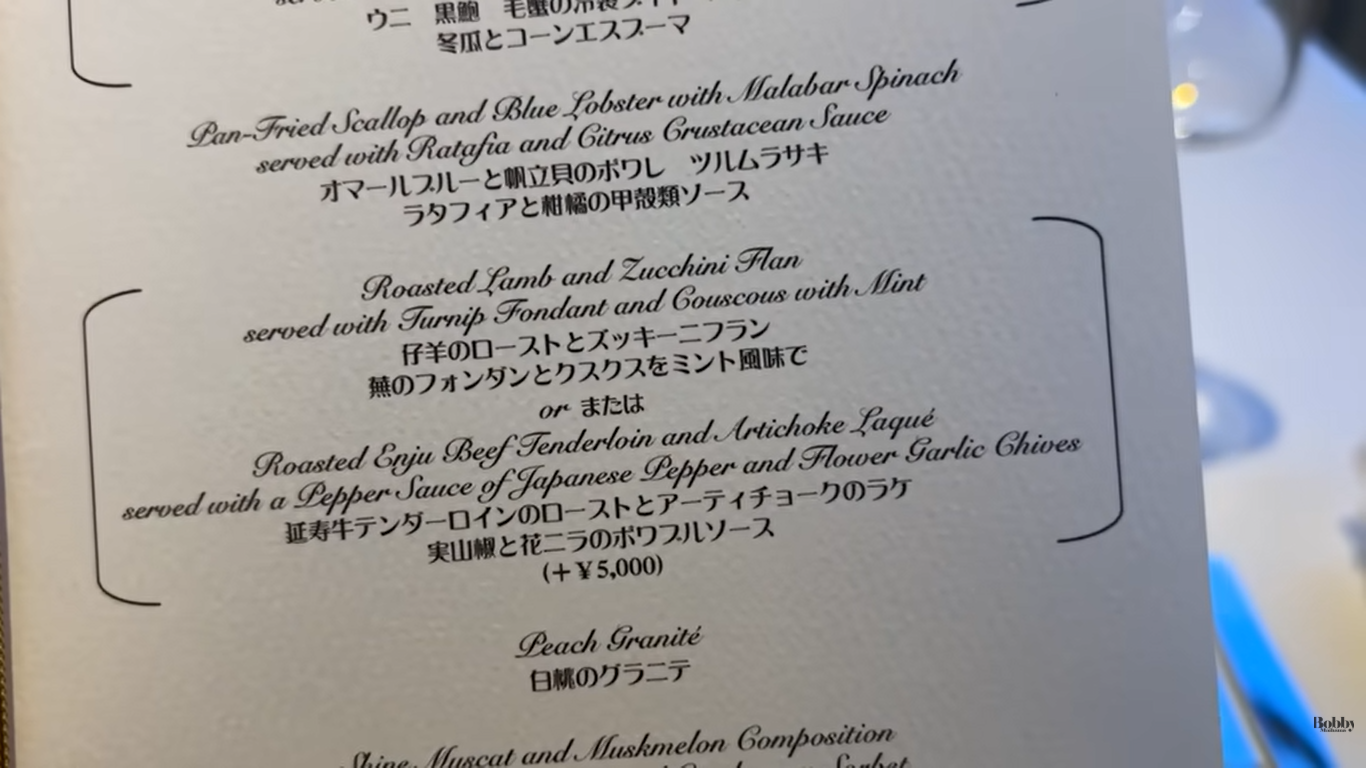 ウニ 黒鮑 毛蟹の冷製
冬瓜とコーンエスプーマ
Pan-Fried Scallop and Blue Lobster with Malabar Spinach
served with Ratafia and Citrus Crustacean Sauce
オマールブルーと帆立貝のポワレ ツルムラサキ
ラタフィアと柑橘の甲殻類ソース
Roasted Lamb and Zucchini Flan
served with Turnip Fondant and Couscous with Mint
仔羊のローストとズッキーニフラン
蕪のフォンダンとクスクスをミント風味で
or または
Roasted Enju Beef Tenderloin and Artichoke Laqué
served with a Pepper Sauce of Japanese Pepper and Flower Garlic Chives
延寿牛テンダーロインのローストとアーティチョークのラケ
実山椒と花ニラのポワブルソース
(+¥5,000)
Peach Granité
白桃のグラニテ
Shine Muscat and Muskmelon Composition
Sorbet
Bobby